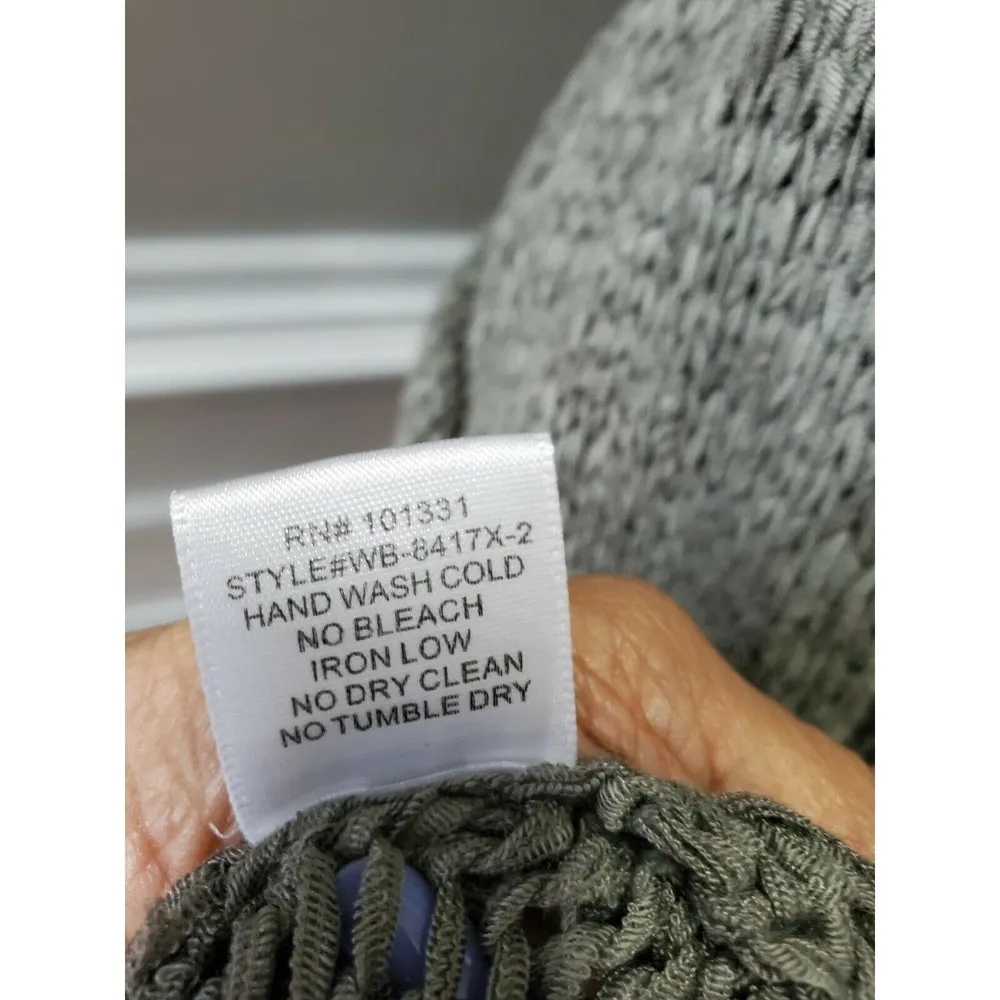 RN# 101331
STYLE#WB-8417X-2
HAND WASH COLD
NO BLEACH
IRON LOW
NO DRY CLEAN
NO TUMBLE DRY